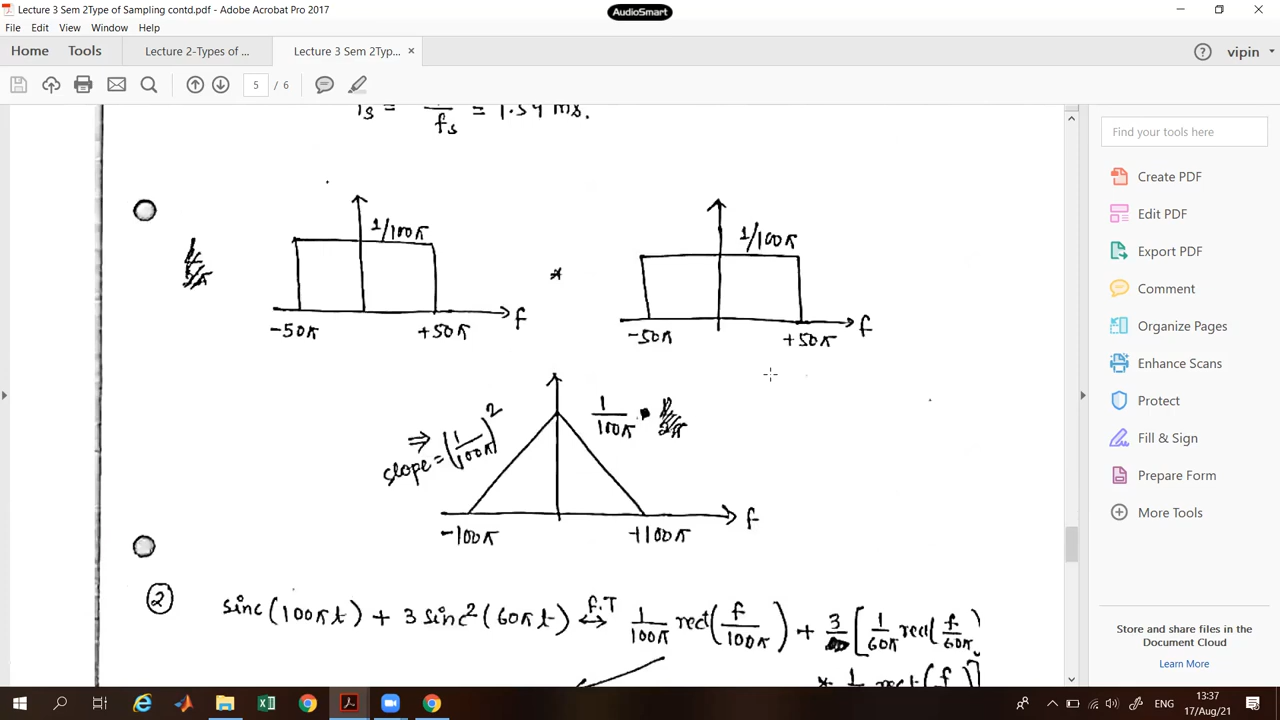 Lecture 3 Sem 2Type of Sampling contd.pdf - Adobe Acrobat Pro 2017
AudioSmart
File Edit View Window Help
Home Tools Lecture 2-Types of ... Lecture 3 Sem 2Typ... × vipin
5 / 6
Ts = 1/fs = 1.59 ms.
1/100π
1/100π
-50π +50π f
*
-50π +50π f
1/100π
⇒ slope = (1/100π)²
-100π +100π f
② sinc(100πt) + 3 sinc²(60πt) F.T ↔ 1/100π rect(f/100π) + 3 [1/60π rect(f/60π)
Find your tools here
Create PDF
Edit PDF
Export PDF
Comment
Organize Pages
Enhance Scans
Protect
Fill & Sign
Prepare Form
More Tools
Store and share files in the
Document Cloud
Learn More
ENG
13:37
17/Aug/21